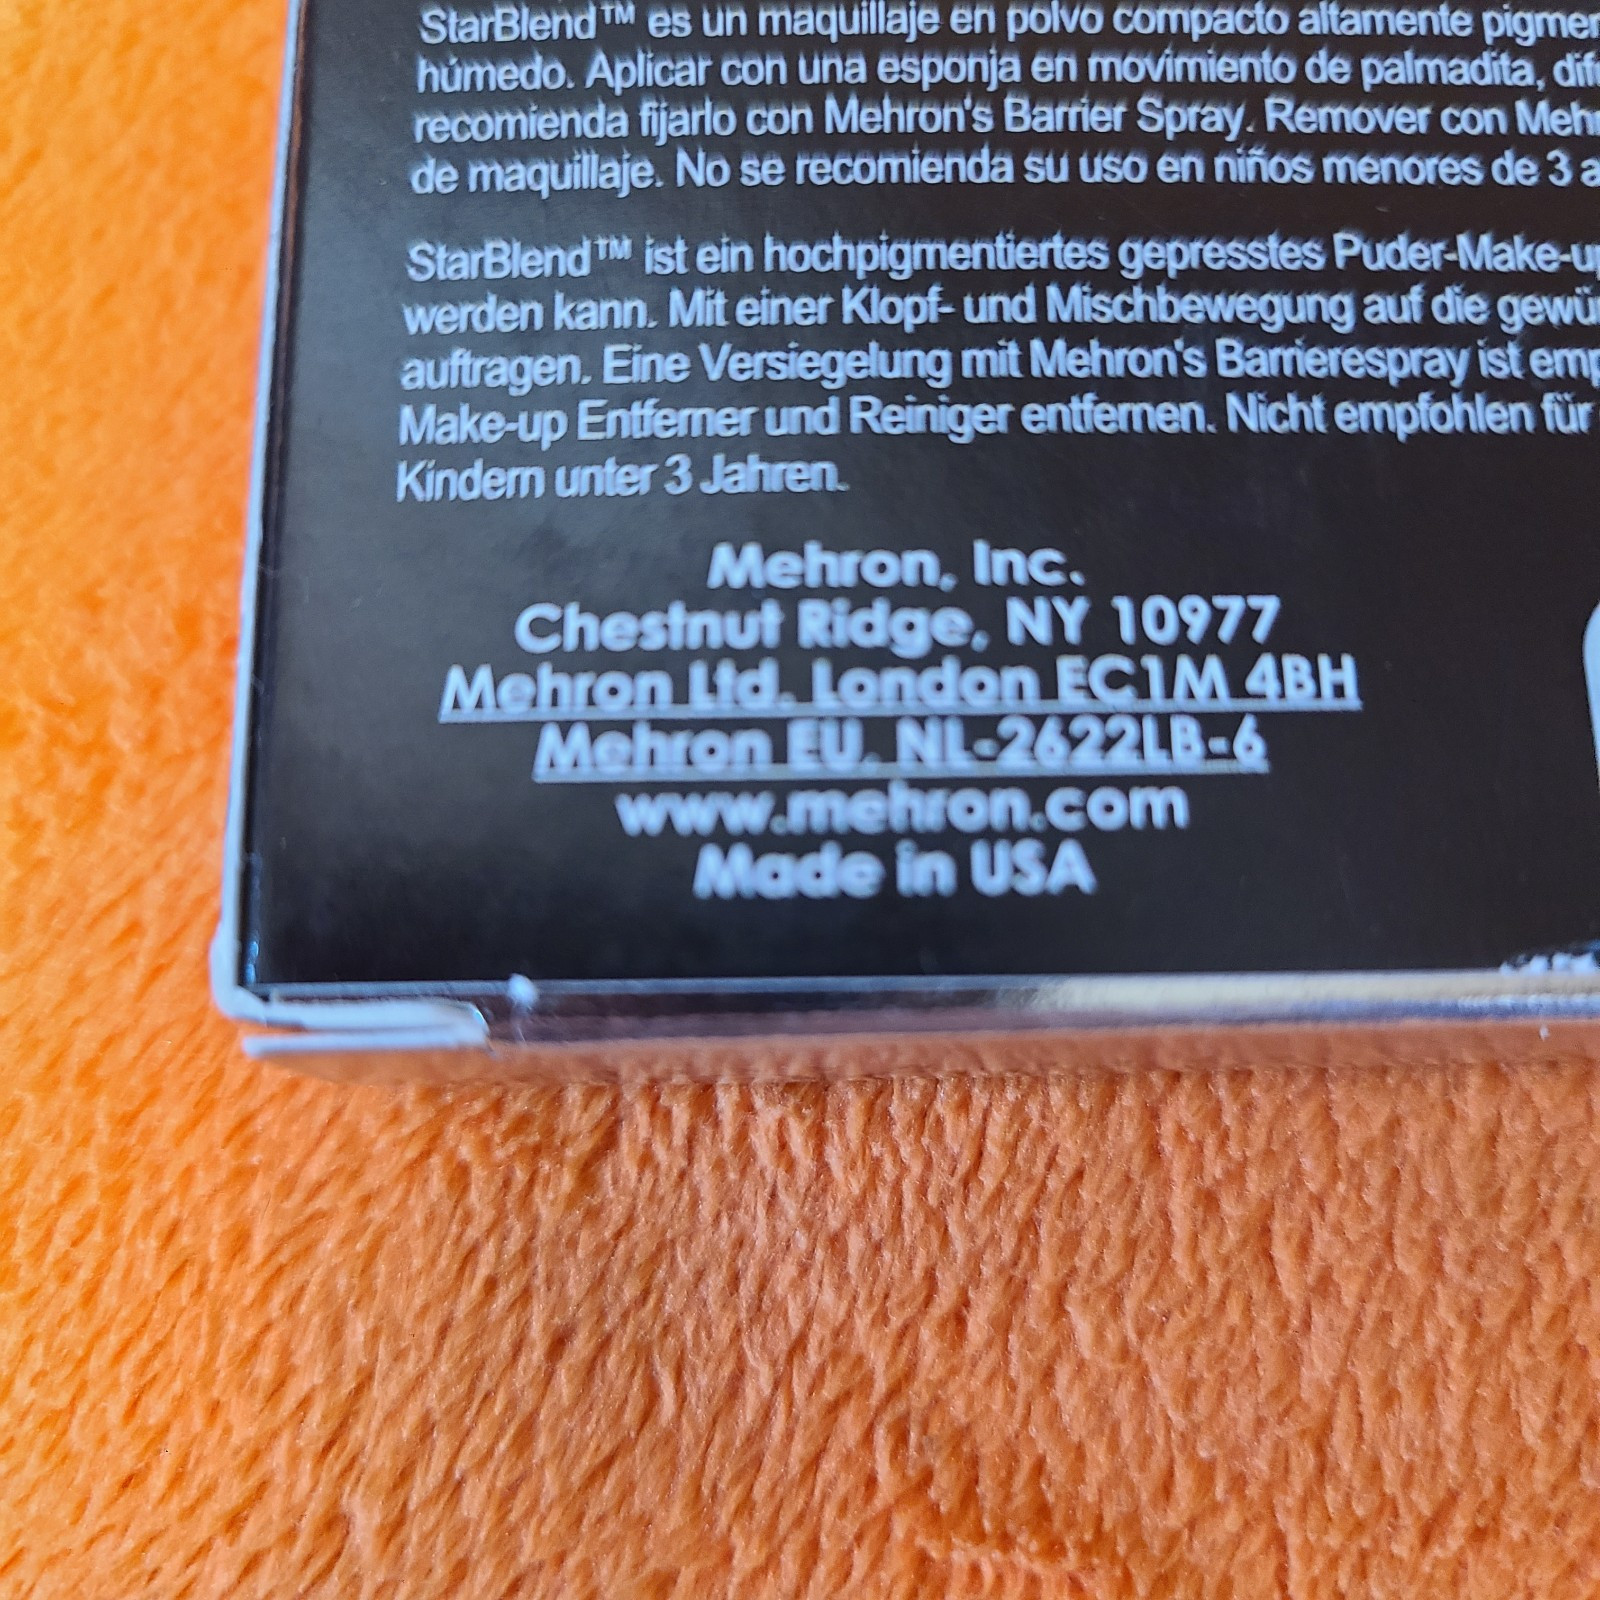 StarBlend™ es un maquillaje en polvo compacto altamente
húmedo. Aplicar con una esponja en movimiento de palmadita,
recomienda fijarlo con Mehron's Barrier Spray. Remover con
de maquillaje. No se recomienda su uso en niños menores de 3
StarBlend™ ist ein hochpigmentiertes gepresstes Puder-Make-up
werden kann. Mit einer Klopf- und Mischbewegung auf die
auftragen. Eine Versiegelung mit Mehron's Barrierespray ist
Make-up Entferner und Reiniger entfernen. Nicht empfohlen für
Kindern unter 3 Jahren.
Mehron, Inc.
Chestnut Ridge, NY 10977
Mehron Ltd. London EC1M 4BH
Mehron EU. NL-2622LB-6
www.mehron.com
Made in USA